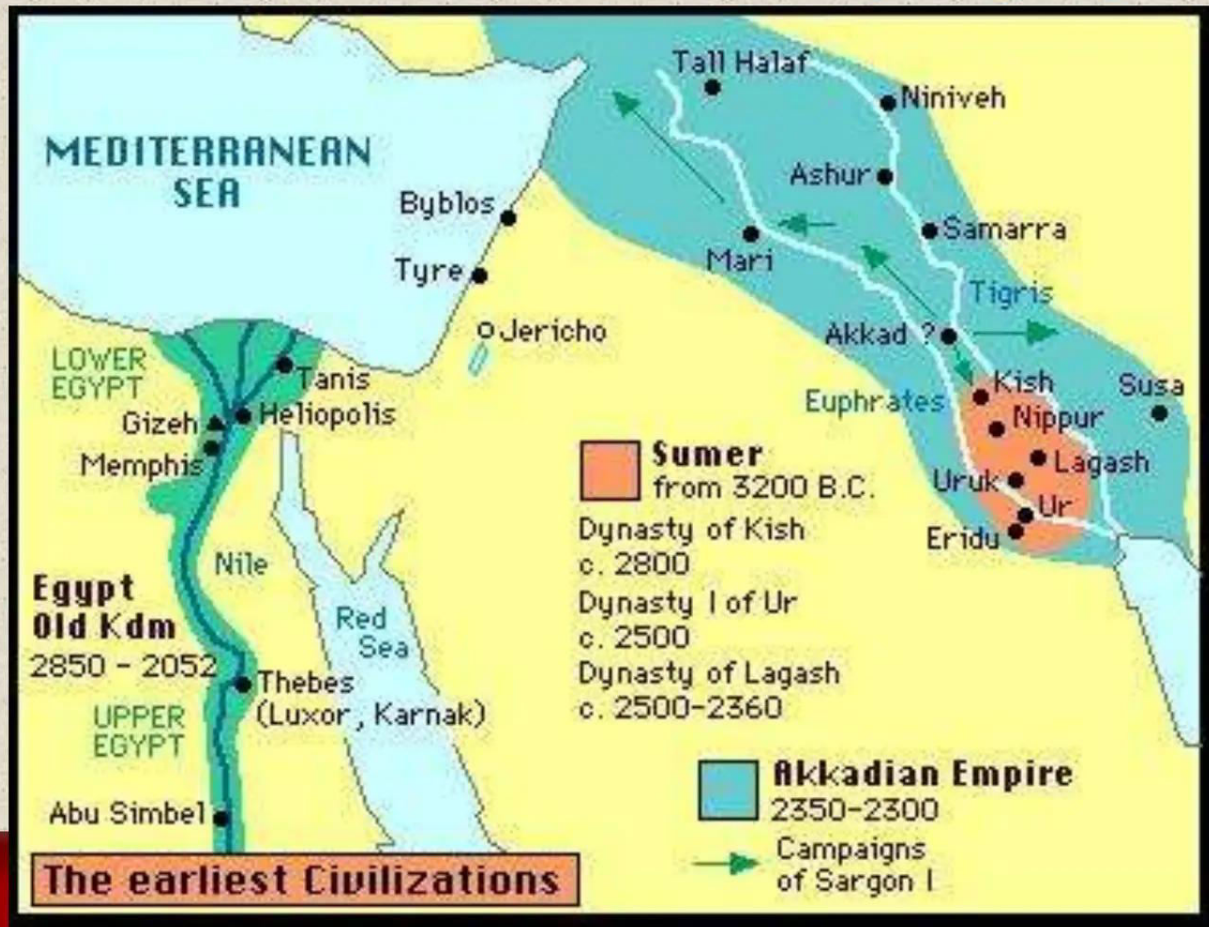 Tall Halaf
Niniveh
MEDITERRANEAN
SEA
Ashur
Byblos
Samarra
Mari
Tyre
Tigris
Jericho
Akkad ?
LOWER
EGYPT
Tanis
Kish
Susa
Euphrates
Gizeh
Heliopolis
Nippur
Memphis
Lagash
Uruk
Ur
Eridu
Sumer
from 3200 B.C.
Dynasty of Kish
c. 2800
Dynasty I of Ur
c. 2500
Dynasty of Lagash
c. 2500-2360
Nile
Egypt
Old Kdm
2850 - 2052
Red
Sea
Thebes
(Luxor, Karnak)
UPPER
EGYPT
Abu Simbel
Akkadian Empire
2350-2300
Campaigns
of Sargon I
The earliest Civilizations